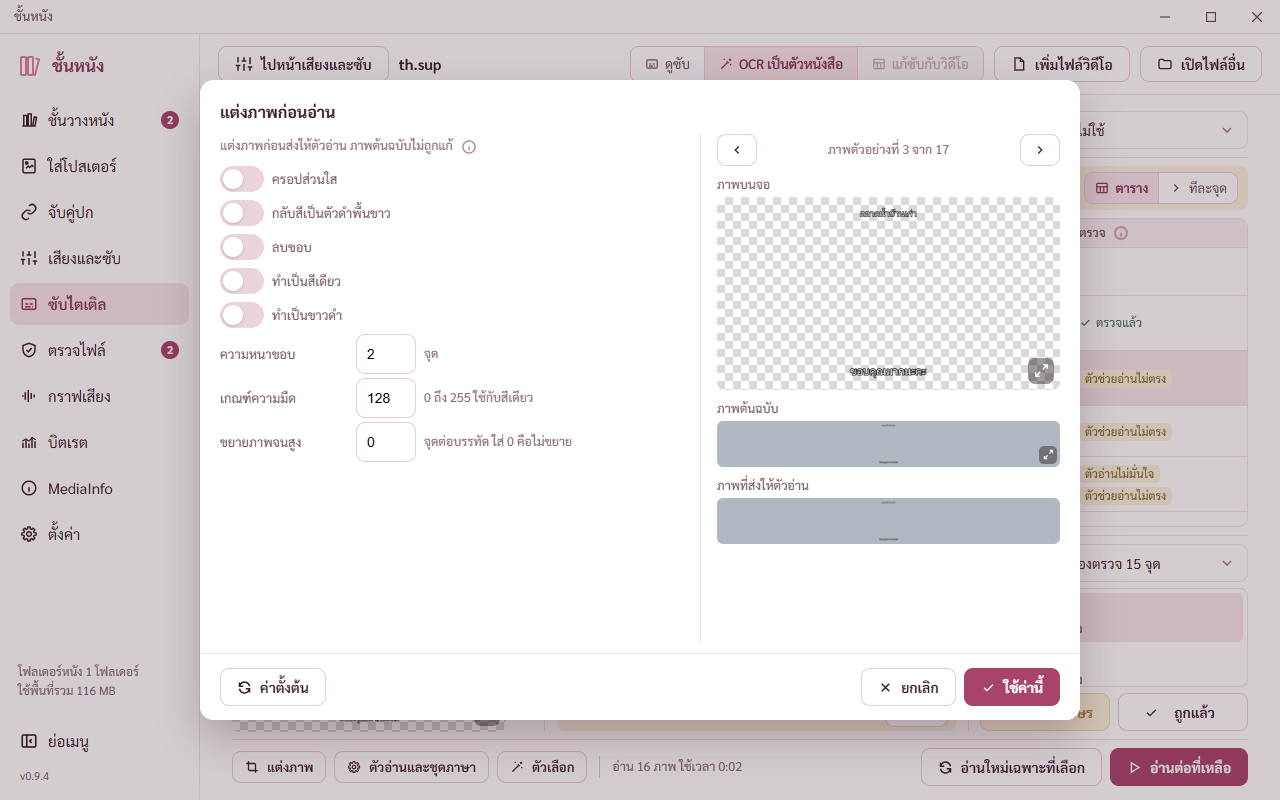 ชั้นหนัง
ชั้นหนัง
ชั้นวางหนัง
2
ใส่โปสเตอร์
จับคู่ปก
เสียงและซับ
ซับไตเติล
ตรวจไฟล์
2
กราฟเสียง
บิตเรต
MediaInfo
ตั้งค่า
โฟลเดอร์หนัง 1 โฟลเดอร์
ใช้พื้นที่รวม 116 MB
ย่อเมนู
v0.9.4
ไปหน้าเสียงและซับ
th.sup
ดูซับ
OCR เป็นตัวหนังสือ
แก้ซับกับวิดีโอ
เพิ่มไฟล์วิดีโอ
เปิดไฟล์อื่น
แต่งภาพก่อนอ่าน
แต่งภาพก่อนส่งให้ตัวอ่าน ภาพต้นฉบับไม่ถูกแก้
ครอปส่วนใส
กลับสีเป็นตัวดำพื้นขาว
ลบขอบ
ทำเป็นสีเดียว
ทำเป็นขาวดำ
ความหนาขอบ
2
จุด
เกณฑ์ความมืด
128
0 ถึง 255 ใช้กับสีเดียว
ขยายภาพจนสูง
0
จุดต่อบรรทัด ใส่ 0 คือไม่ขยาย
ภาพตัวอย่างที่ 3 จาก 17
ภาพบนจอ
ขอบคุณมากนะคะ
ภาพต้นฉบับ
ภาพที่ส่งให้ตัวอ่าน
ค่าตั้งต้น
ยกเลิก
ใช้ค่านี้
ไม่ใช้
ตาราง
ทีละจุด
ตรวจ
ตรวจแล้ว
ตัวช่วยอ่านไม่ตรง
ตัวช่วยอ่านไม่ตรง
ตัวอ่านไม่มั่นใจ
ตัวช่วยอ่านไม่ตรง
องตรวจ 15 จุด
ถูกแล้ว
แต่งภาพ
ตัวอ่านและชุดภาษา
ตัวเลือก
อ่าน 16 ภาพ ใช้เวลา 0:02
อ่านใหม่เฉพาะที่เลือก
อ่านต่อที่เหลือ